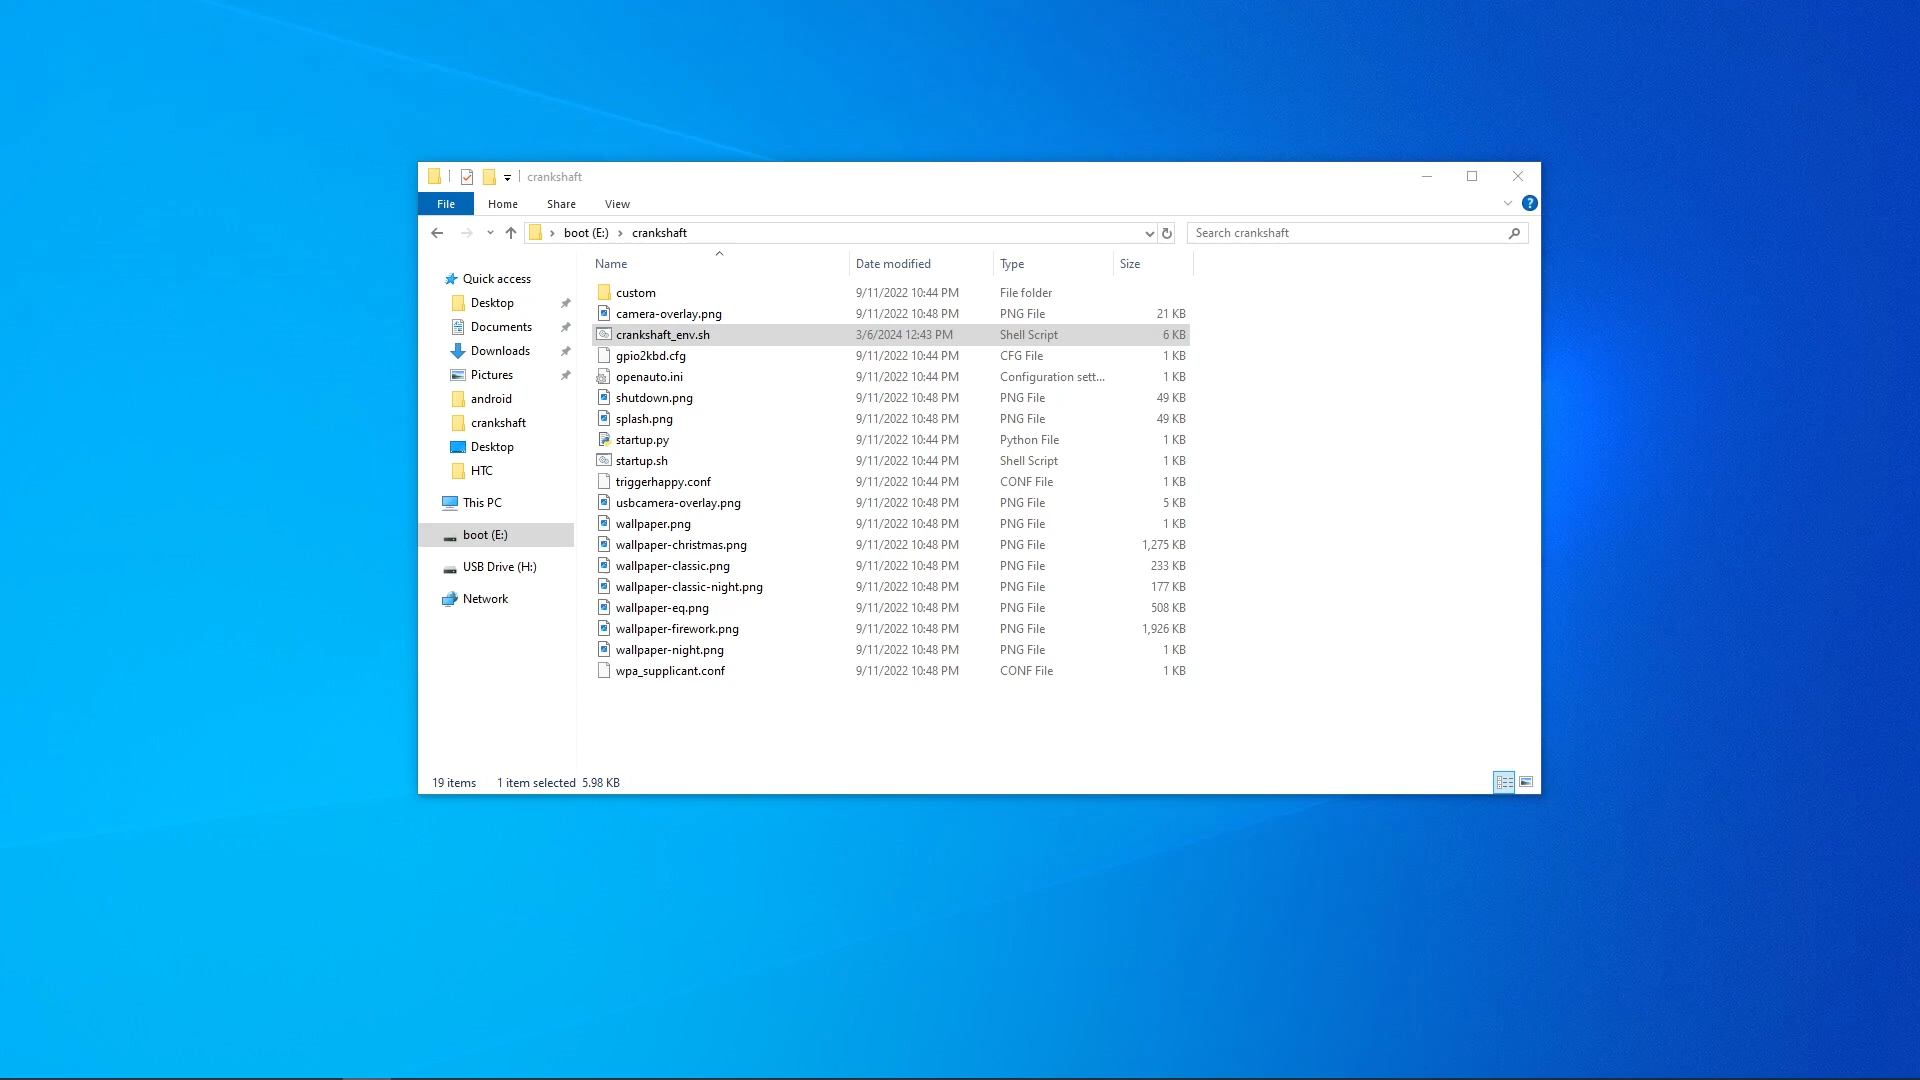 crankshaft
File Home Share View
boot (E:) crankshaft Search crankshaft
Name Date modified Type Size
Quick access
Desktop
Documents
Downloads
Pictures
android
crankshaft
Desktop
HTC
This PC
boot (E:)
USB Drive (H:)
Network
custom 9/11/2022 10:44 PM File folder
camera-overlay.png 9/11/2022 10:48 PM PNG File 21 KB
crankshaft_env.sh 3/6/2024 12:43 PM Shell Script 6 KB
gpio2kbd.cfg 9/11/2022 10:44 PM CFG File 1 KB
openauto.ini 9/11/2022 10:44 PM Configuration sett... 1 KB
shutdown.png 9/11/2022 10:48 PM PNG File 49 KB
splash.png 9/11/2022 10:48 PM PNG File 49 KB
startup.py 9/11/2022 10:44 PM Python File 1 KB
startup.sh 9/11/2022 10:44 PM Shell Script 1 KB
triggerhappy.conf 9/11/2022 10:44 PM CONF File 1 KB
usbcamera-overlay.png 9/11/2022 10:48 PM PNG File 5 KB
wallpaper.png 9/11/2022 10:48 PM PNG File 1 KB
wallpaper-christmas.png 9/11/2022 10:48 PM PNG File 1,275 KB
wallpaper-classic.png 9/11/2022 10:48 PM PNG File 233 KB
wallpaper-classic-night.png 9/11/2022 10:48 PM PNG File 177 KB
wallpaper-eq.png 9/11/2022 10:48 PM PNG File 508 KB
wallpaper-firework.png 9/11/2022 10:48 PM PNG File 1,926 KB
wallpaper-night.png 9/11/2022 10:48 PM PNG File 1 KB
wpa_supplicant.conf 9/11/2022 10:48 PM CONF File 1 KB
19 items 1 item selected 5.98 KB